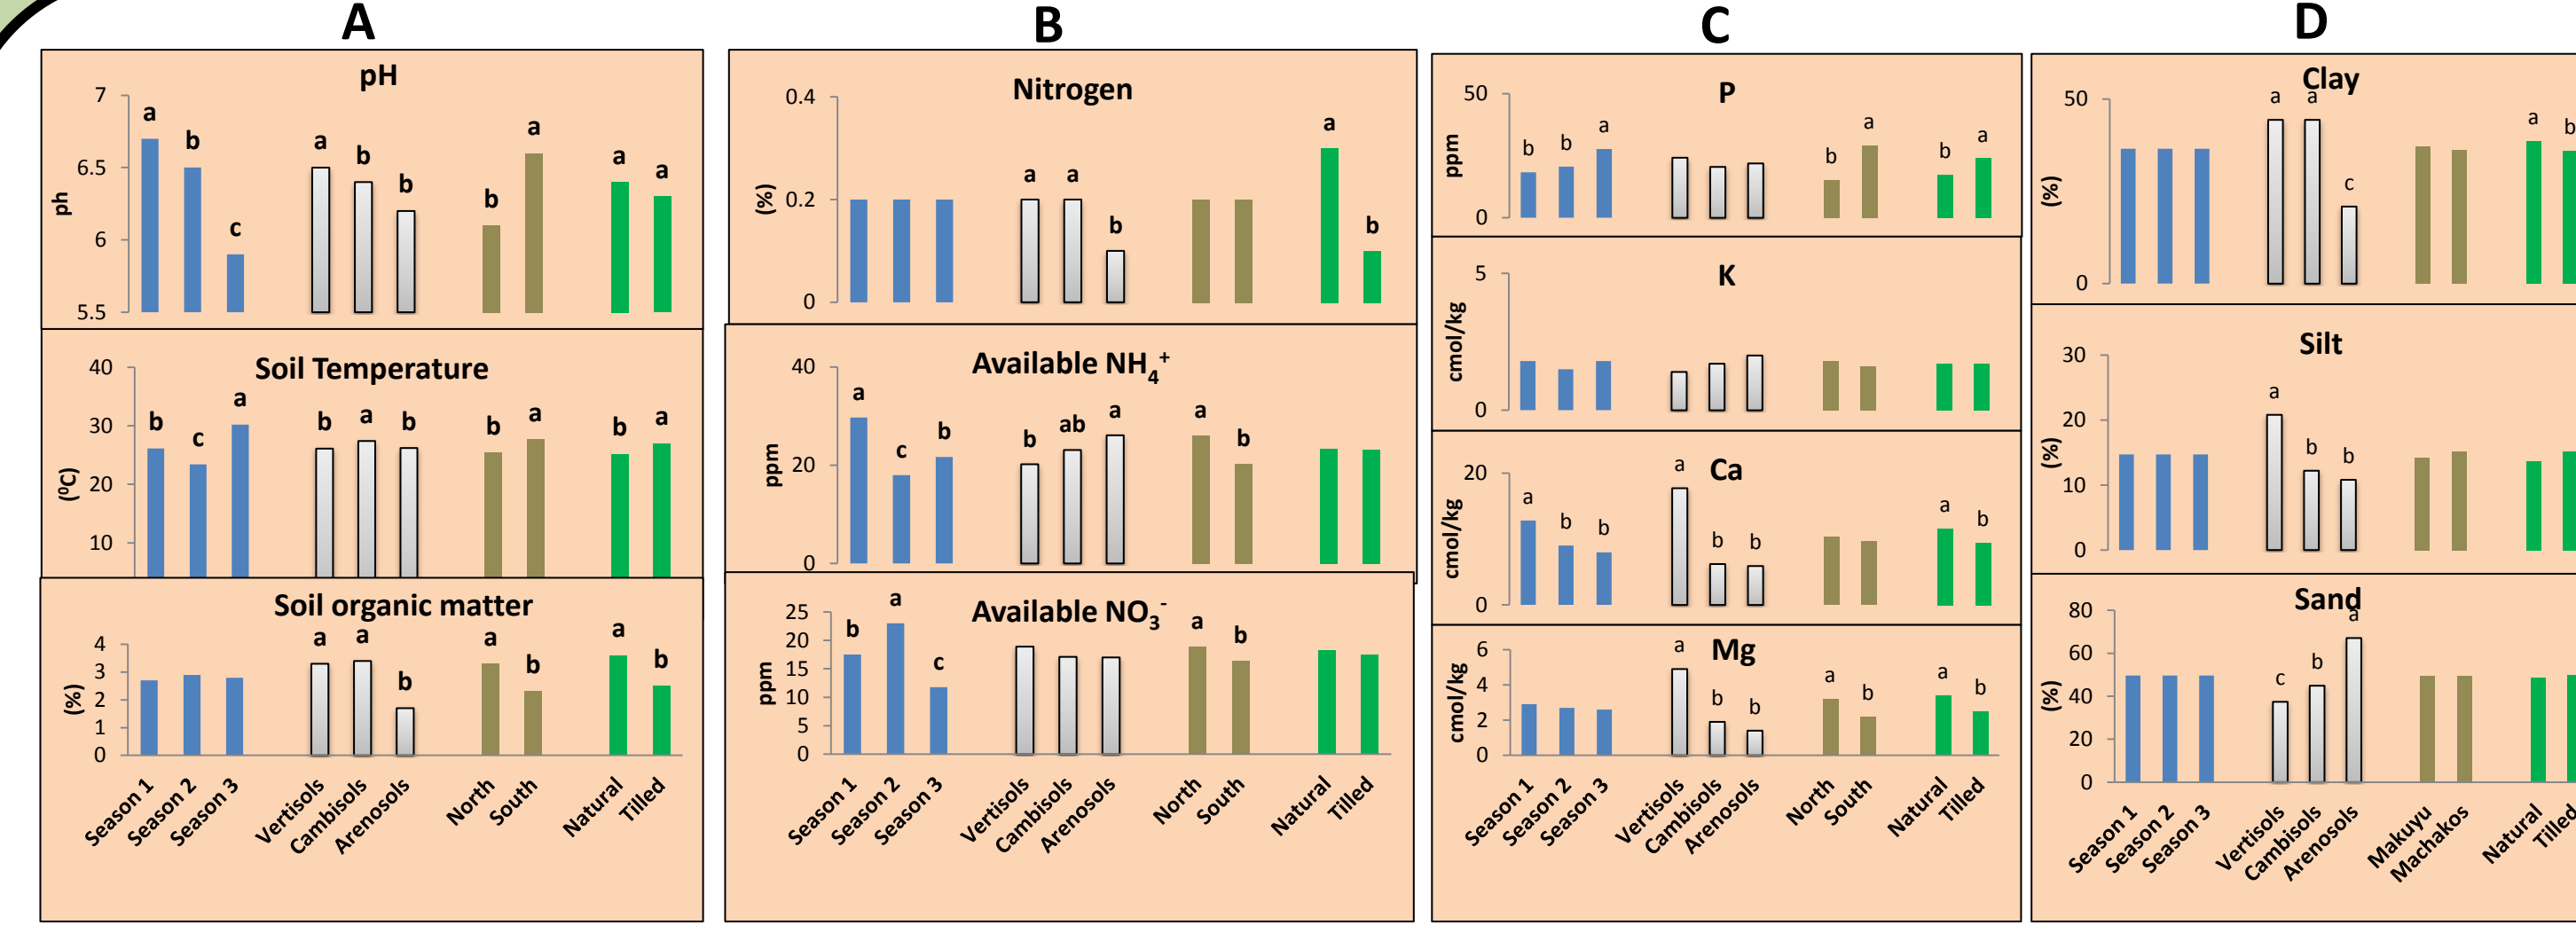 A
pH
7
6.5
6
5.5
ph
a b c a b b b a a a
Soil Temperature
40
30
20
10
(⁰C)
b c a b a b b a b a
Soil organic matter
4
3
2
1
0
(%)
a a b a b a b
Season 1
Season 2
Season 3
Vertisols
Cambisols
Arenosols
North
South
Natural
Tilled
B
Nitrogen
0.4
0.2
0
(%)
a a b a b
Available NH₄⁺
40
20
0
ppm
a c b b ab a a b
Available NO₃⁻
25
20
15
10
5
0
ppm
b a c a b
Season 1
Season 2
Season 3
Vertisols
Cambisols
Arenosols
North
South
Natural
Tilled
C
P
50
0
ppm
b b a b a b a
K
5
0
cmol/kg
Ca
20
0
cmol/kg
a b b a b b a b
Mg
6
4
2
0
cmol/kg
a b b a b a b
Season 1
Season 2
Season 3
Vertisols
Cambisols
Arenosols
North
South
Natural
Tilled
D
Clay
50
0
(%)
a a c a b
Silt
30
20
10
0
(%)
a b b
Sand
80
60
40
20
0
(%)
c b a
Season 1
Season 2
Season 3
Vertisols
Cambisols
Arenosols
Makuyu
Machakos
Natural
Tilled